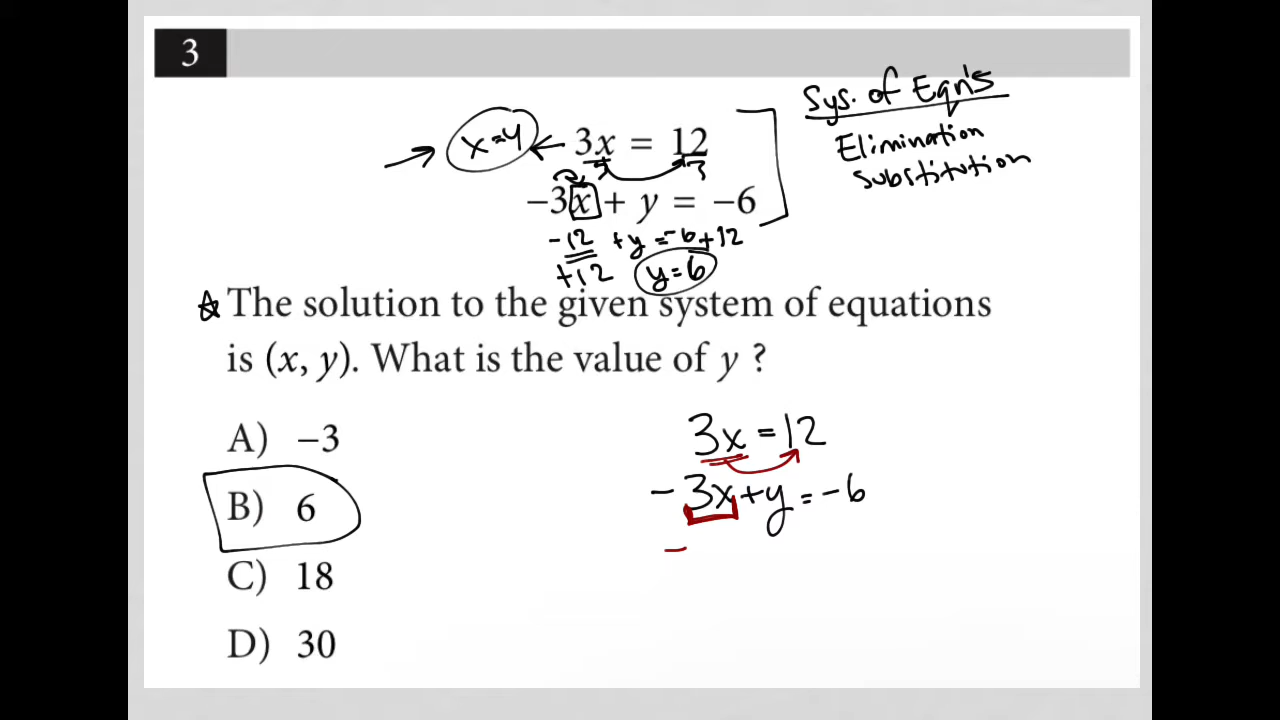 3
Sys. of Eqn's
Elimination
Substitution
x=4
3x = 12
3 3
−3x + y = −6
-12 +y =-6+12
+12 y=6
The solution to the given system of equations
is (x, y). What is the value of y ?
A) −3
B) 6
C) 18
D) 30
3x =12
-3x+y=-6
-